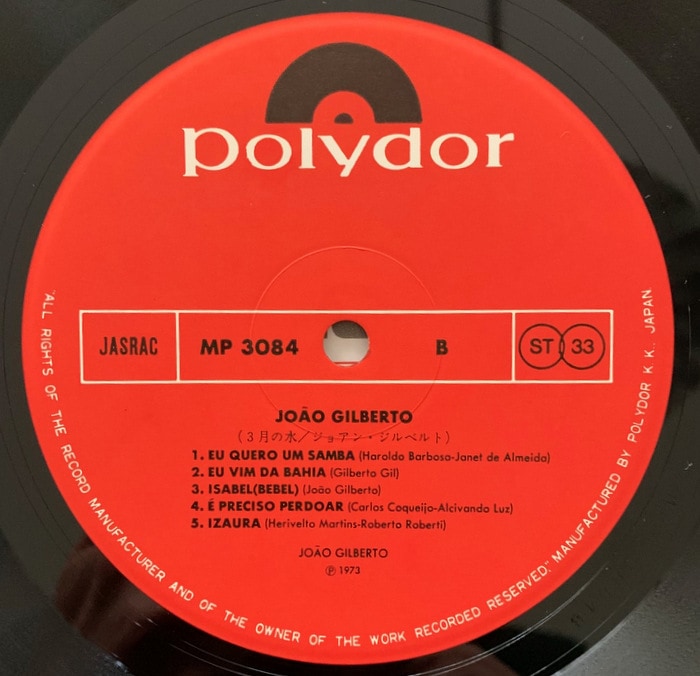 polydor
JASRAC
MP 3084
B
ST 33
JOÃO GILBERTO
(3月の水/ジョアン・ジルベルト)
1. EU QUERO UM SAMBA (Haroldo Barbosa-Janet de Almeida)
2. EU VIM DA BAHIA (Gilberto Gil)
3. ISABEL(BEBEL) (João Gilberto)
4. É PRECISO PERDOAR (Carlos Coqueijo-Alcivando Luz)
5. IZAURA (Herivelto Martins-Roberto Roberti)
JOÃO GILBERTO
℗ 1973
"ALL RIGHTS OF THE RECORD MANUFACTURER AND OF THE OWNER OF THE WORK RECORDED RESERVED." MANUFACTURED BY POLYDOR K.K., JAPAN